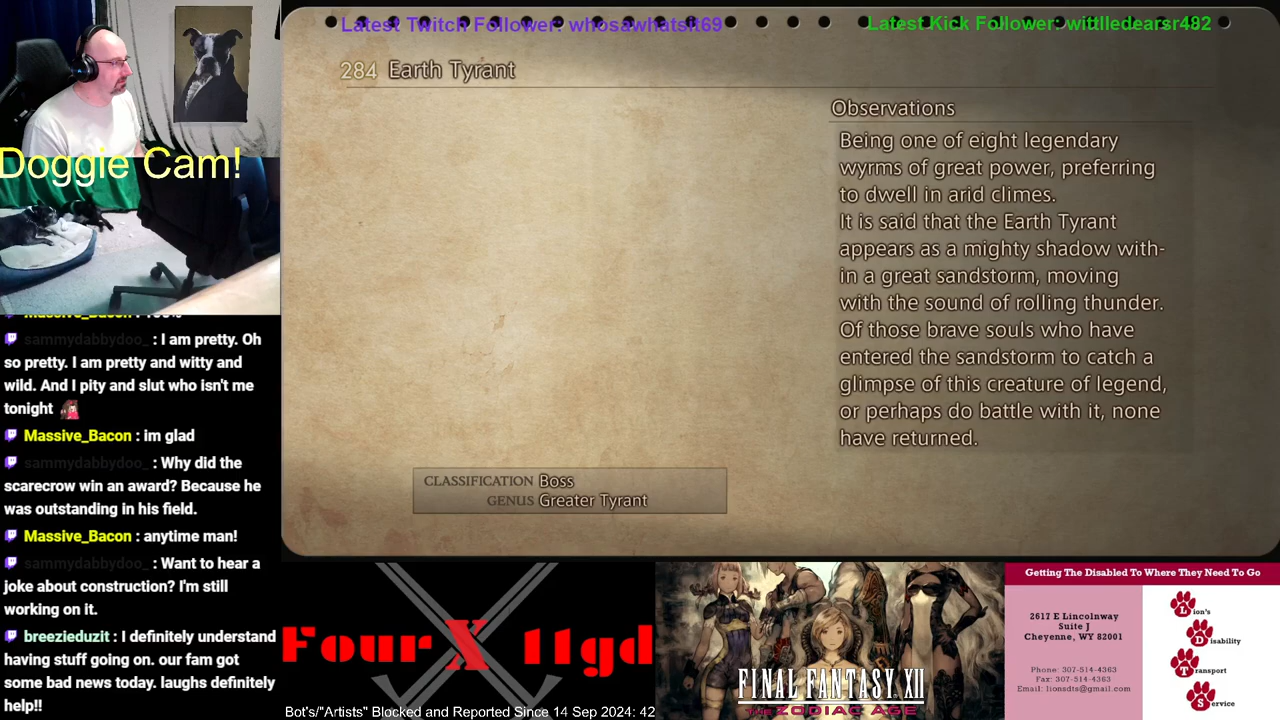 Latest Twitch Follower: whosawhatsit69
Latest Kick Follower: wittlledearsr482
284 Earth Tyrant
Observations
Being one of eight legendary
wyrms of great power, preferring
to dwell in arid climes.
It is said that the Earth Tyrant
appears as a mighty shadow with-
in a great sandstorm, moving
with the sound of rolling thunder.
Of those brave souls who have
entered the sandstorm to catch a
glimpse of this creature of legend,
or perhaps do battle with it, none
have returned.
CLASSIFICATION Boss
GENUS Greater Tyrant
Doggie Cam!
sammydabbydoo_ : I am pretty. Oh
so pretty. I am pretty and witty and
wild. And I pity and slut who isn't me
tonight
Massive_Bacon : im glad
sammydabbydoo_ : Why did the
scarecrow win an award? Because he
was outstanding in his field.
Massive_Bacon : anytime man!
sammydabbydoo_ : Want to hear a
joke about construction? I'm still
working on it.
breezieduzit : I definitely understand
having stuff going on. our fam got
some bad news today. laughs definitely
help!!
Four X 11gd
Bot's/"Artists" Blocked and Reported Since 14 Sep 2024: 42
FINAL FANTASY XII
THE ZODIAC AGE
Getting The Disabled To Where They Need To Go
2617 E Lincolnway
Suite J
Cheyenne, WY 82001
Phone: 307-514-4363
Fax: 307-514-4363
Email: lionsdts@gmail.com
Lion's
Disability
Transport
Service